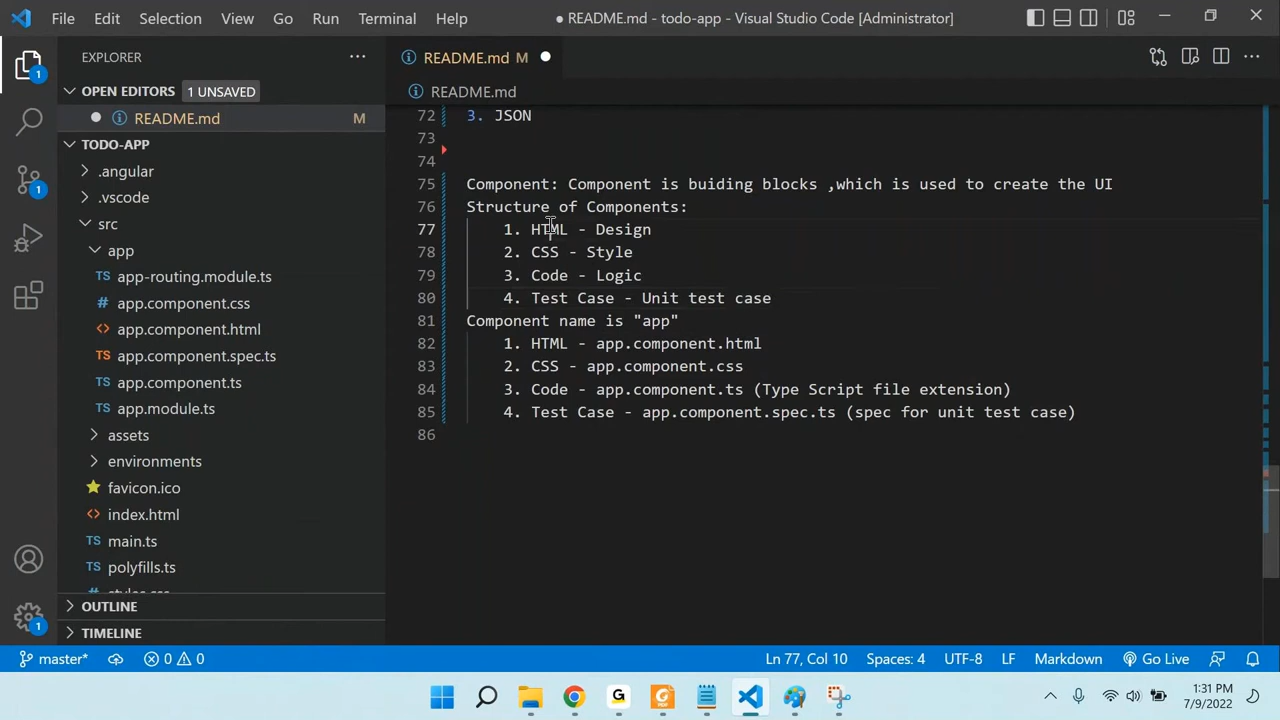 File Edit Selection View Go Run Terminal Help ● README.md - todo-app - Visual Studio Code [Administrator]
EXPLORER
OPEN EDITORS 1 UNSAVED
README.md M
TODO-APP
.angular
.vscode
src
app
TS app-routing.module.ts
app.component.css
<> app.component.html
TS app.component.spec.ts
TS app.component.ts
TS app.module.ts
assets
environments
favicon.ico
<> index.html
TS main.ts
TS polyfills.ts
OUTLINE
TIMELINE
1
1
README.md M
README.md
72 3. JSON
73
74
75 Component: Component is buiding blocks ,which is used to create the UI
76 Structure of Components:
77 1. HTML - Design
78 2. CSS - Style
79 3. Code - Logic
80 4. Test Case - Unit test case
81 Component name is "app"
82 1. HTML - app.component.html
83 2. CSS - app.component.css
84 3. Code - app.component.ts (Type Script file extension)
85 4. Test Case - app.component.spec.ts (spec for unit test case)
86
master* 0 0 Ln 77, Col 10 Spaces: 4 UTF-8 LF Markdown Go Live
G
1:31 PM
7/9/2022